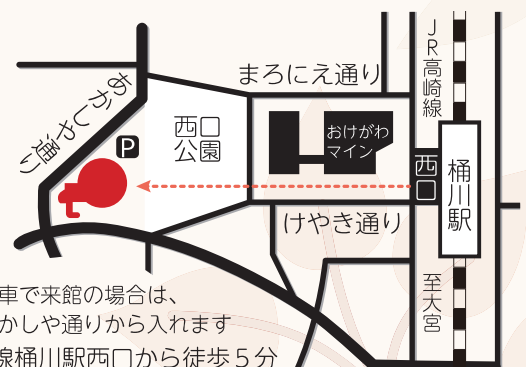 JR高崎線
まろにえ通り
あかしや通り
P
西口
公園
おけがわ
マイン
西口
桶川駅
けやき通り
至大宮
車で来館の場合は、
かしや通りから入れます
線桶川駅西口から徒歩5分